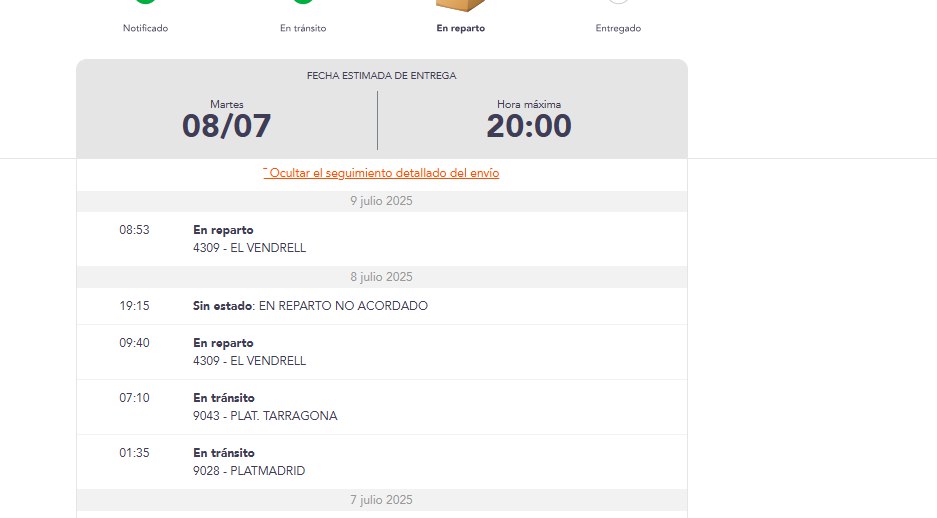 Notificado
En tránsito
En reparto
Entregado
FECHA ESTIMADA DE ENTREGA
Martes
08/07
Hora máxima
20:00
ˆ Ocultar el seguimiento detallado del envío
9 julio 2025
08:53 En reparto
4309 - EL VENDRELL
8 julio 2025
19:15 Sin estado: EN REPARTO NO ACORDADO
09:40 En reparto
4309 - EL VENDRELL
07:10 En tránsito
9043 - PLAT. TARRAGONA
01:35 En tránsito
9028 - PLATMADRID
7 julio 2025